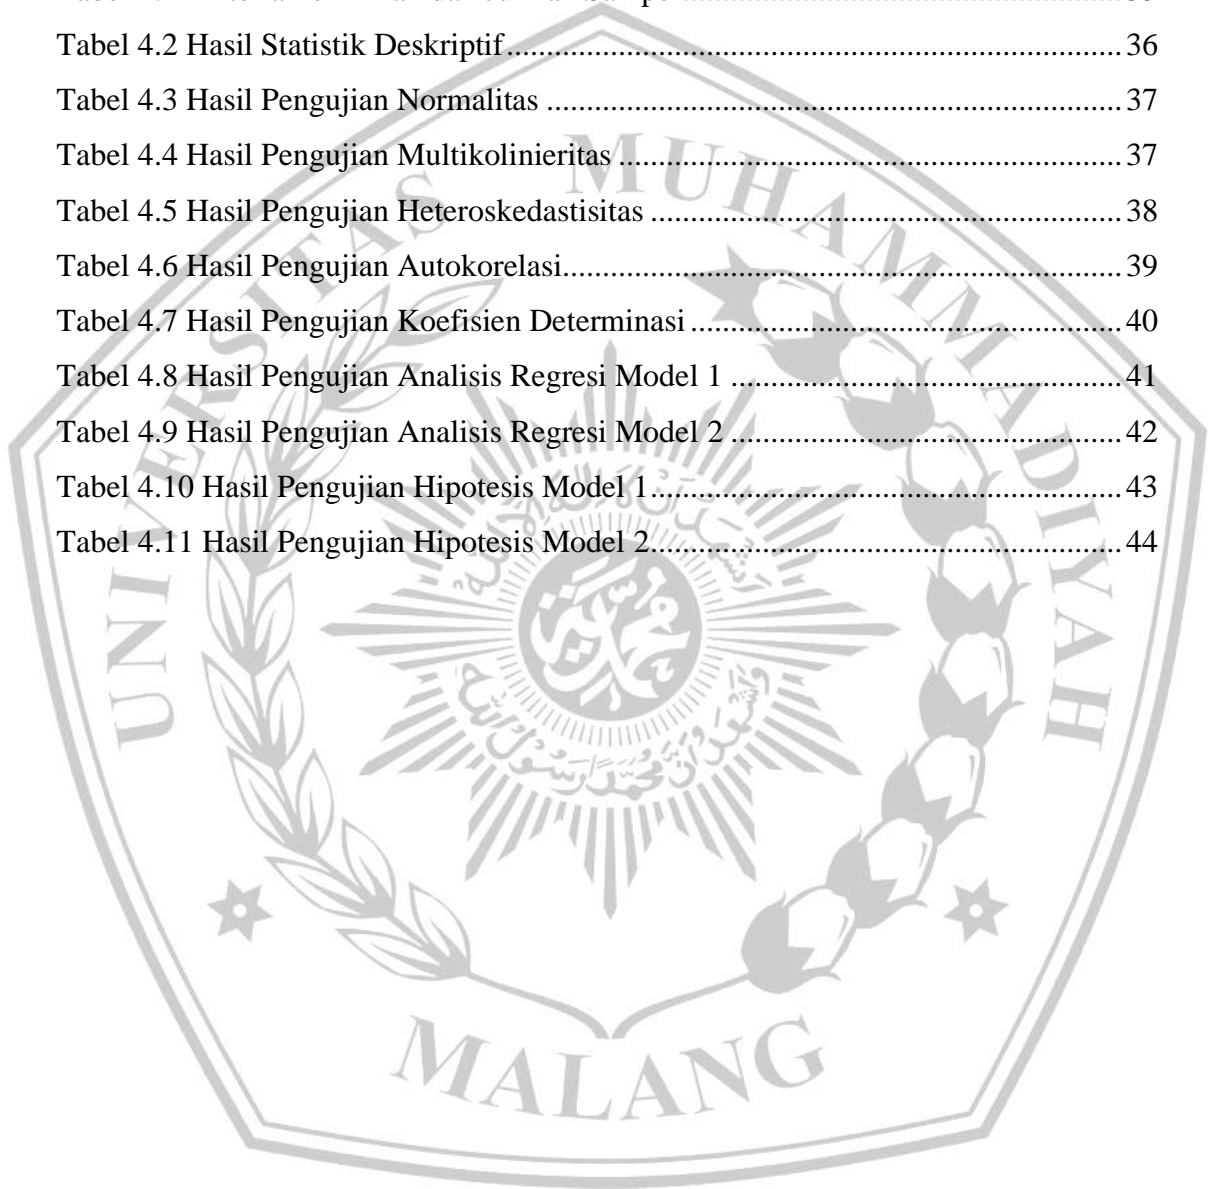 Tabel 4.2 Hasil Statistik Deskriptif........................................................................... 36
Tabel 4.3 Hasil Pengujian Normalitas ...................................................................... 37
Tabel 4.4 Hasil Pengujian Multikolinieritas ............................................................. 37
Tabel 4.5 Hasil Pengujian Heteroskedastisitas ......................................................... 38
Tabel 4.6 Hasil Pengujian Autokorelasi.................................................................... 39
Tabel 4.7 Hasil Pengujian Koefisien Determinasi .................................................... 40
Tabel 4.8 Hasil Pengujian Analisis Regresi Model 1 ............................................... 41
Tabel 4.9 Hasil Pengujian Analisis Regresi Model 2 ............................................... 42
Tabel 4.10 Hasil Pengujian Hipotesis Model 1......................................................... 43
Tabel 4.11 Hasil Pengujian Hipotesis Model 2......................................................... 44
UNIVERSITAS MUHAMMADIYAH
MALANG